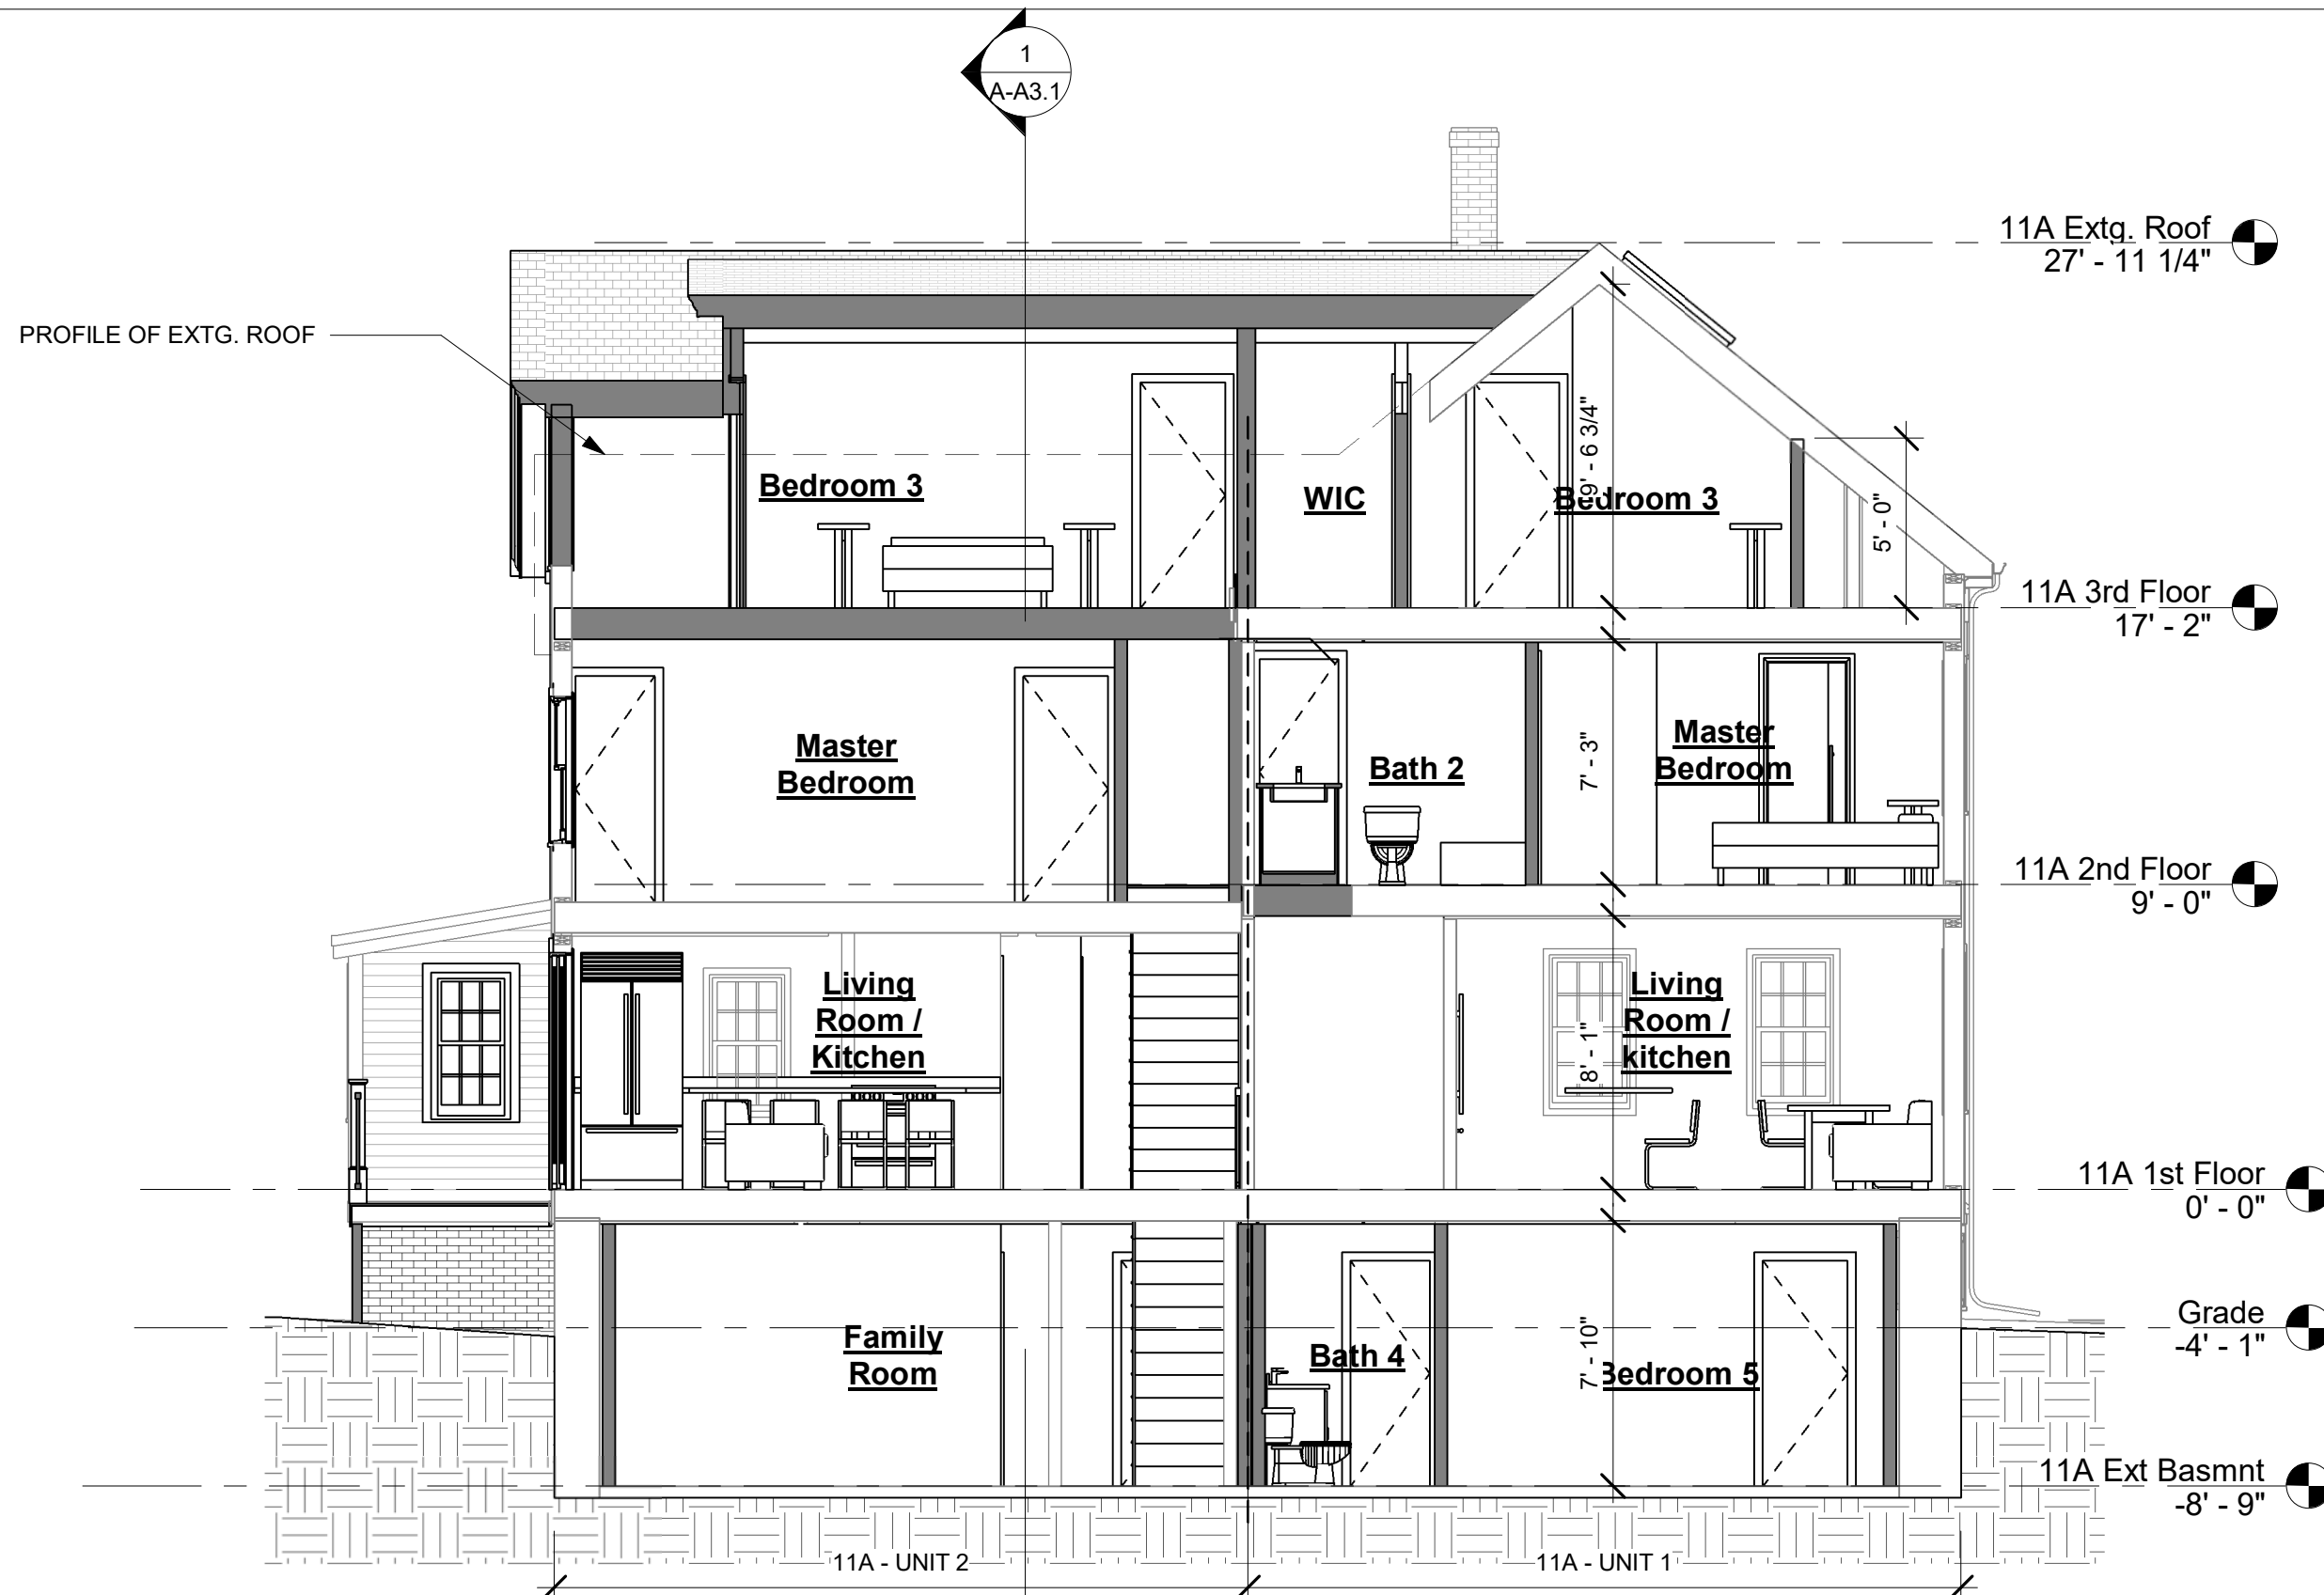 1
A-A3.1
11A Extg. Roof
27' - 11 1/4"
PROFILE OF EXTG. ROOF
9' - 6 3/4"
Bedroom 3
WIC
Bedroom 3
5' - 0"
11A 3rd Floor
17' - 2"
Master
Bedroom
Bath 2
7' - 3"
Master
Bedroom
11A 2nd Floor
9' - 0"
Living
Room /
Kitchen
8' - 1"
Living
Room /
kitchen
11A 1st Floor
0' - 0"
Grade
-4' - 1"
Family
Room
Bath 4
7' - 10"
Bedroom 5
11A Ext Basmnt
-8' - 9"
11A - UNIT 2
11A - UNIT 1